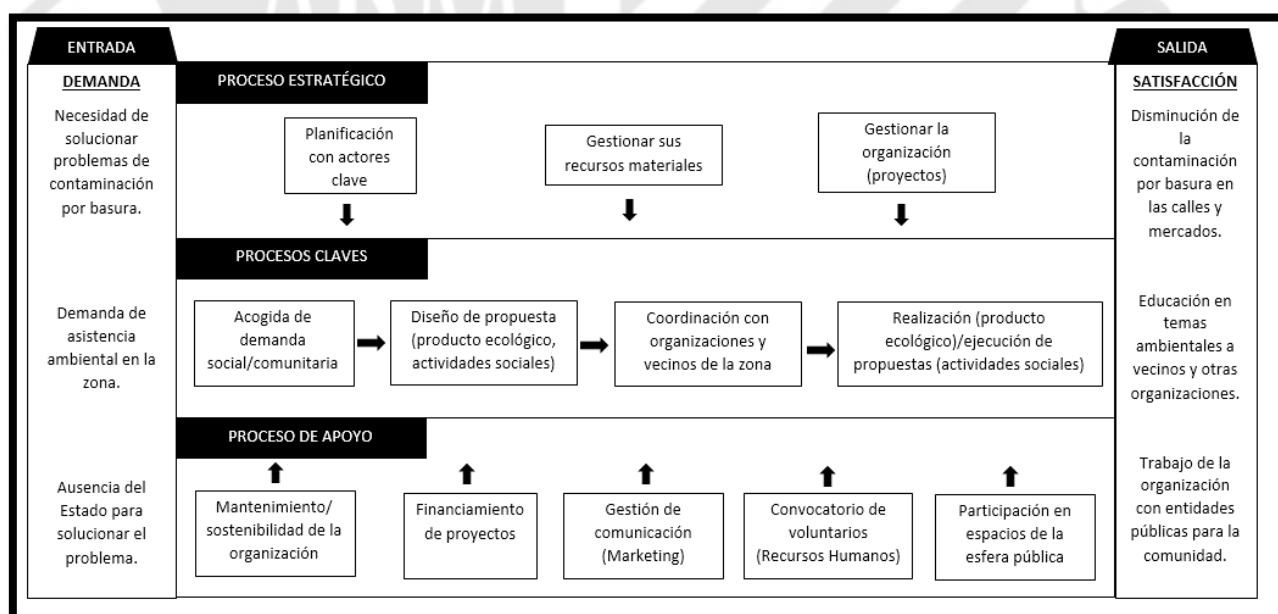 ENTRADA
DEMANDA
Necesidad de
solucionar
problemas de
contaminación
por basura.
Demanda de
asistencia
ambiental en la
zona.
Ausencia del
Estado para
solucionar el
problema.
PROCESO ESTRATÉGICO
Planificación
con actores
clave
Gestionar sus
recursos materiales
Gestionar la
organización
(proyectos)
PROCESOS CLAVES
Acogida de
demanda
social/comunitaria
Diseño de propuesta
(producto ecológico,
actividades sociales)
Coordinación con
organizaciones y
vecinos de la zona
Realización (producto
ecológico)/ejecución de
propuestas (actividades sociales)
PROCESO DE APOYO
Mantenimiento/
sostenibilidad de la
organización
Financiamiento
de proyectos
Gestión de
comunicación
(Marketing)
Convocatorio de
voluntarios
(Recursos Humanos)
Participación en
espacios de la
esfera pública
SALIDA
SATISFACCIÓN
Disminución de
la
contaminación
por basura en
las calles y
mercados.
Educación en
temas
ambientales a
vecinos y otras
organizaciones.
Trabajo de la
organización
con entidades
públicas para la
comunidad.